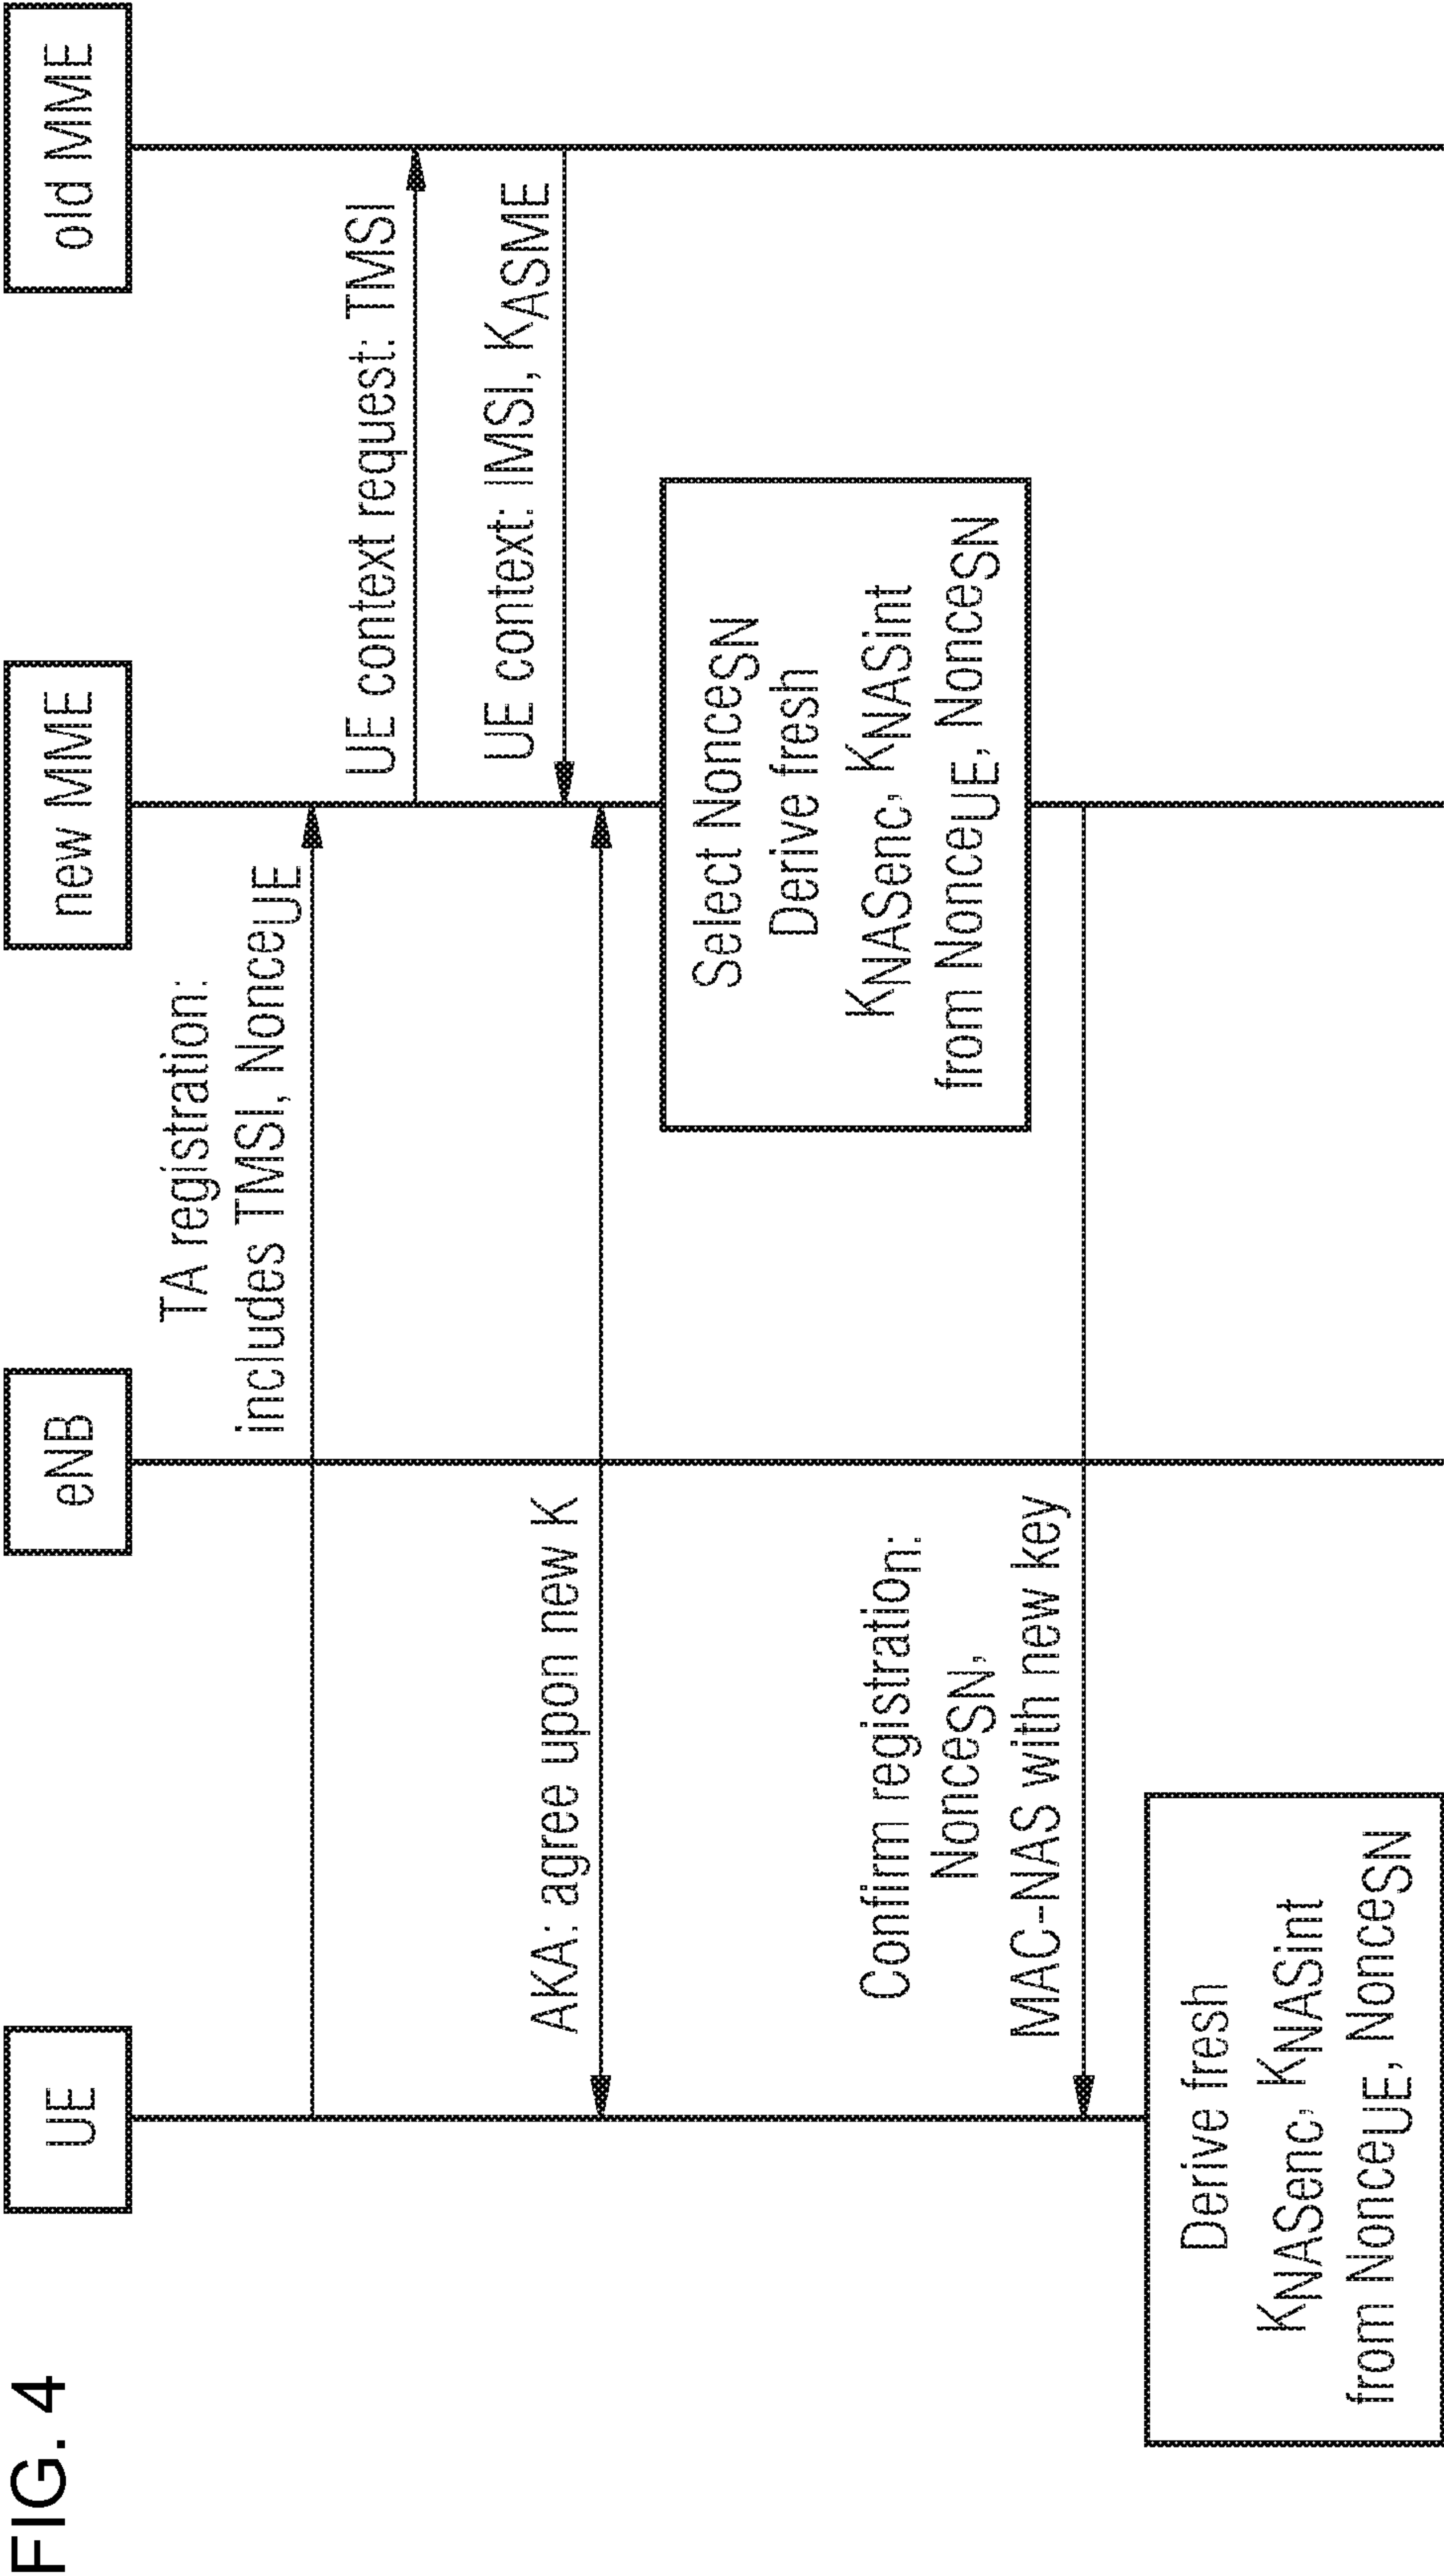 FIG. 4
UE
eNB
new MME
old MME
TA registration:
includes TMSI, NonceUE
UE context request: TMSI
UE context: IMSI, KASME
AKA: agree upon new K
Select NonceSN
Derive fresh
KNASenc, KNASint
from NonceUE, NonceSN
Confirm registration:
NonceSN,
MAC-NAS with new key
Derive fresh
KNASenc, KNASint
from NonceUE, NonceSN